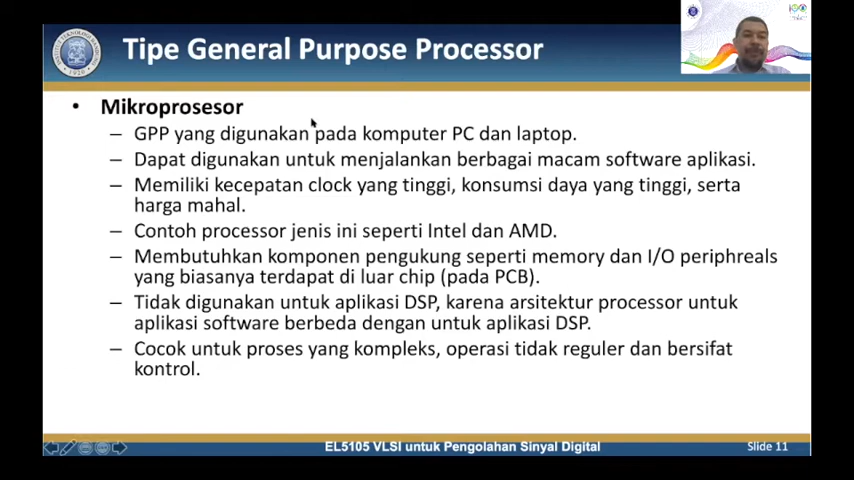 Tipe General Purpose Processor
• Mikroprosesor
– GPP yang digunakan pada komputer PC dan laptop.
– Dapat digunakan untuk menjalankan berbagai macam software aplikasi.
– Memiliki kecepatan clock yang tinggi, konsumsi daya yang tinggi, serta
harga mahal.
– Contoh processor jenis ini seperti Intel dan AMD.
– Membutuhkan komponen pengukung seperti memory dan I/O periphreals
yang biasanya terdapat di luar chip (pada PCB).
– Tidak digunakan untuk aplikasi DSP, karena arsitektur processor untuk
aplikasi software berbeda dengan untuk aplikasi DSP.
– Cocok untuk proses yang kompleks, operasi tidak reguler dan bersifat
kontrol.
EL5105 VLSI untuk Pengolahan Sinyal Digital
Slide 11